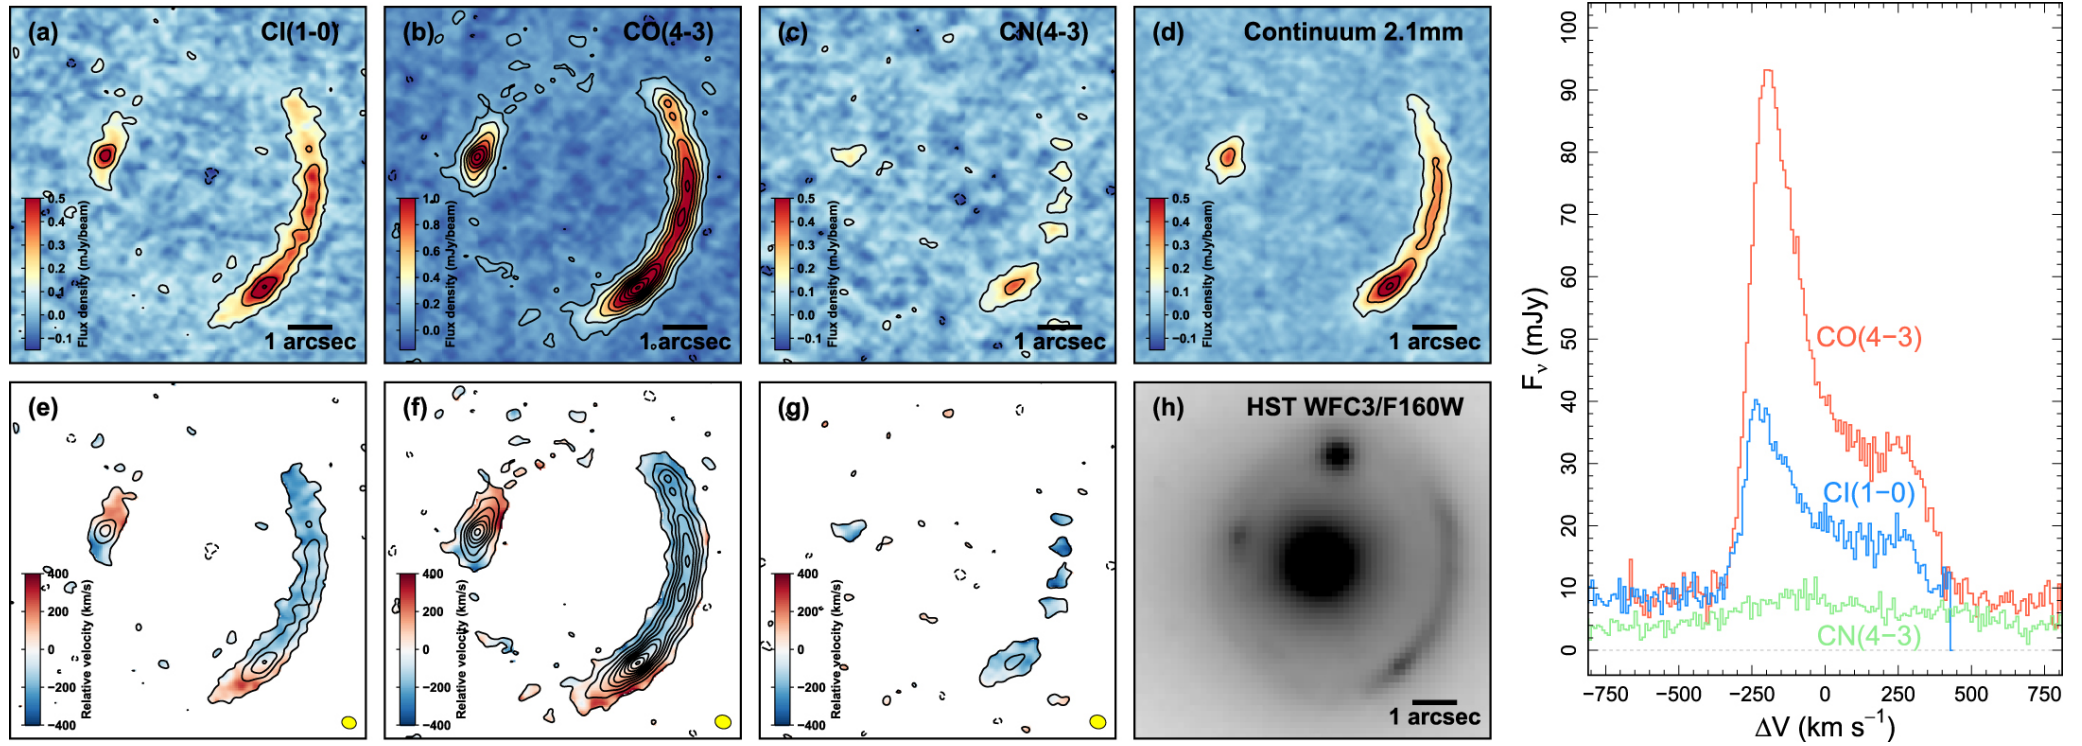 (a) CI(1-0)
0.5
0.4
0.3
0.2
0.1
0.0
−0.1
Flux density (mJy/beam)
1 arcsec
(b) CO(4-3)
1.0
0.8
0.6
0.4
0.2
0.0
Flux density (mJy/beam)
1 arcsec
(c) CN(4-3)
0.5
0.4
0.3
0.2
0.1
0.0
−0.1
Flux density (mJy/beam)
1 arcsec
(d) Continuum 2.1mm
0.5
0.4
0.3
0.2
0.1
0.0
−0.1
Flux density (mJy/beam)
1 arcsec
(e)
400
200
0
−200
−400
Relative velocity (km/s)
(f)
400
200
0
−200
−400
Relative velocity (km/s)
(g)
400
200
0
−200
−400
Relative velocity (km/s)
(h) HST WFC3/F160W
1 arcsec
100
90
80
70
60
50
40
30
20
10
0
Fν (mJy)
CO(4−3)
CI(1−0)
CN(4−3)
−750 −500 −250 0 250 500 750
ΔV (km s⁻¹)